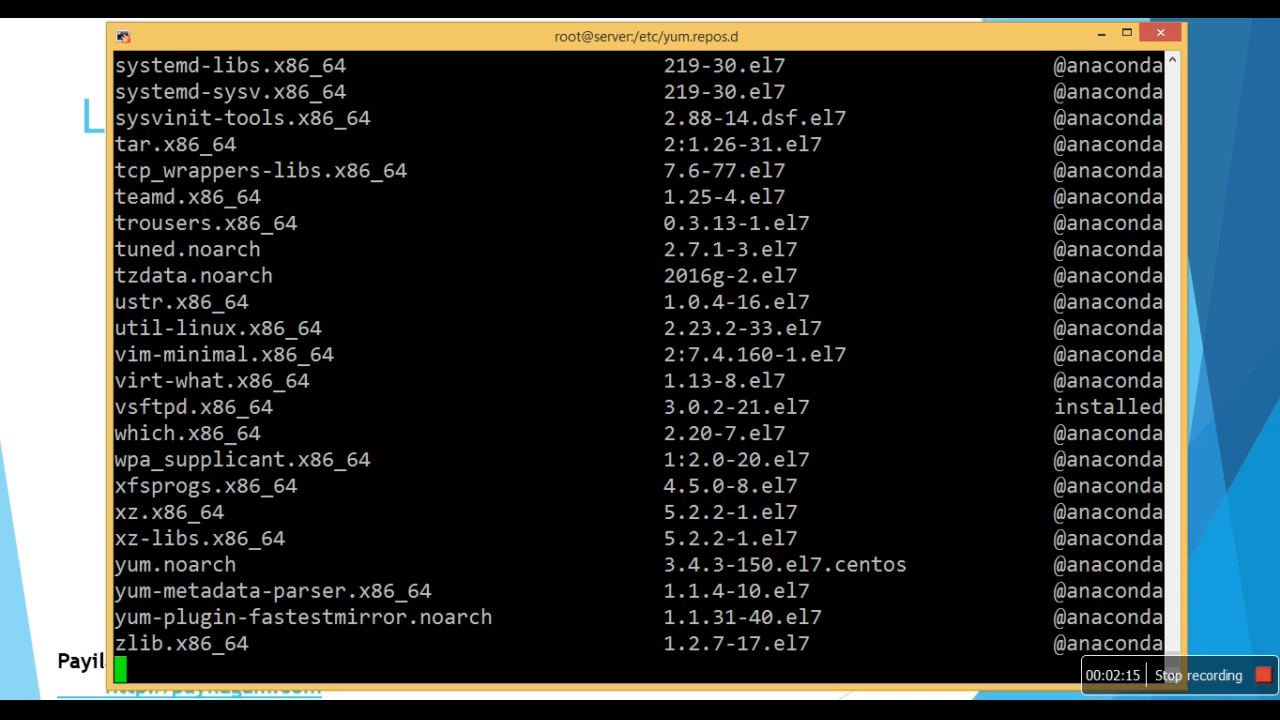 root@server:/etc/yum.repos.d
L
systemd-libs.x86_64 219-30.el7 @anaconda
systemd-sysv.x86_64 219-30.el7 @anaconda
sysvinit-tools.x86_64 2.88-14.dsf.el7 @anaconda
tar.x86_64 2:1.26-31.el7 @anaconda
tcp_wrappers-libs.x86_64 7.6-77.el7 @anaconda
teamd.x86_64 1.25-4.el7 @anaconda
trousers.x86_64 0.3.13-1.el7 @anaconda
tuned.noarch 2.7.1-3.el7 @anaconda
tzdata.noarch 2016g-2.el7 @anaconda
ustr.x86_64 1.0.4-16.el7 @anaconda
util-linux.x86_64 2.23.2-33.el7 @anaconda
vim-minimal.x86_64 2:7.4.160-1.el7 @anaconda
virt-what.x86_64 1.13-8.el7 @anaconda
vsftpd.x86_64 3.0.2-21.el7 installed
which.x86_64 2.20-7.el7 @anaconda
wpa_supplicant.x86_64 1:2.0-20.el7 @anaconda
xfsprogs.x86_64 4.5.0-8.el7 @anaconda
xz.x86_64 5.2.2-1.el7 @anaconda
xz-libs.x86_64 5.2.2-1.el7 @anaconda
yum.noarch 3.4.3-150.el7.centos @anaconda
yum-metadata-parser.x86_64 1.1.4-10.el7 @anaconda
yum-plugin-fastestmirror.noarch 1.1.31-40.el7 @anaconda
zlib.x86_64 1.2.7-17.el7 @anaconda
Payil
00:02:15 Stop recording